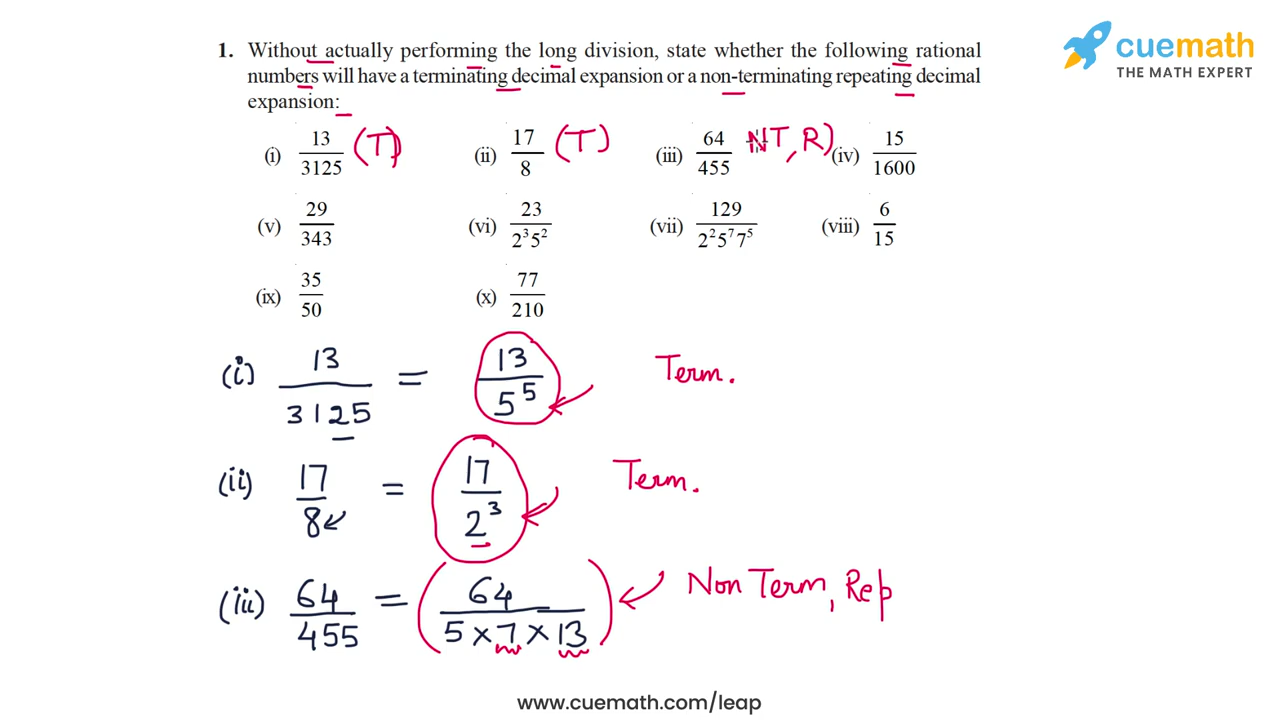 cuemath
THE MATH EXPERT
1. Without actually performing the long division, state whether the following rational
numbers will have a terminating decimal expansion or a non-terminating repeating decimal
expansion:
(i) 13/3125 (T) (ii) 17/8 (T) (iii) 64/455 NT, R) (iv) 15/1600
(v) 29/343 (vi) 23/2³5² (vii) 129/2²5⁷7⁵ (viii) 6/15
(ix) 35/50 (x) 77/210
(i) 13/3125 = 13/5⁵ Term.
(ii) 17/8 = 17/2³ Term.
(iii) 64/455 = (64/5×7×13) Non Term, Rep
www.cuemath.com/leap